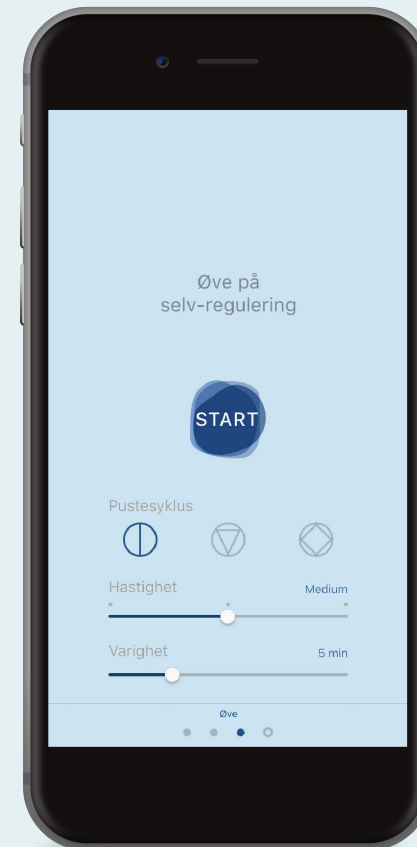 Øve på
selv-regulering
START
Pustesyklus
Hastighet
Medium
Varighet
5 min
Øve